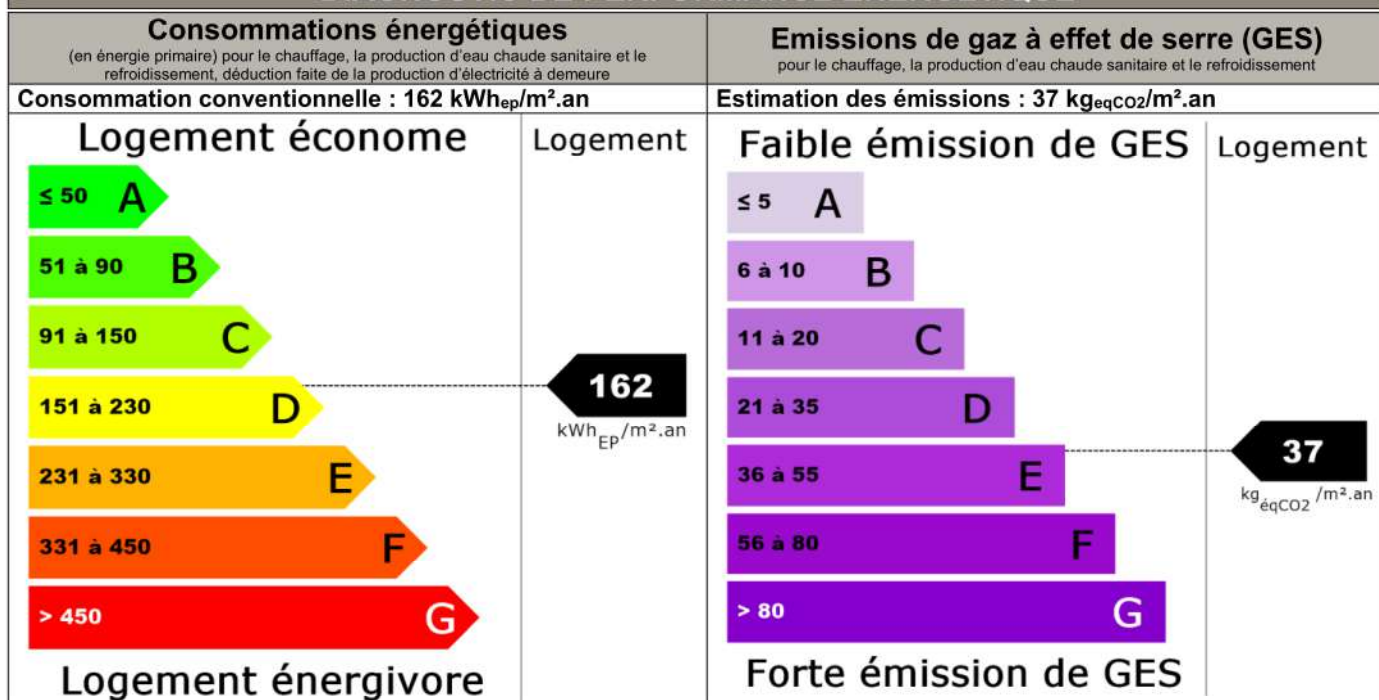 DIAGNOSTIC DE PERFORMANCE ÉNERGÉTIQUE
Consommations énergétiques
(en énergie primaire) pour le chauffage, la production d'eau chaude sanitaire et le
refroidissement, déduction faite de la production d'électricité à demeure
Consommation conventionnelle : 162 kWhep/m².an
Logement économe
Logement
≤ 50 A
51 à 90 B
91 à 150 C
151 à 230 D
231 à 330 E
331 à 450 F
> 450 G
162
kWhEP/m².an
Logement énergivore
Emissions de gaz à effet de serre (GES)
pour le chauffage, la production d'eau chaude sanitaire et le refroidissement
Estimation des émissions : 37 kgeqCO2/m².an
Faible émission de GES
Logement
≤ 5 A
6 à 10 B
11 à 20 C
21 à 35 D
36 à 55 E
56 à 80 F
> 80 G
37
kgéqCO2 /m².an
Forte émission de GES